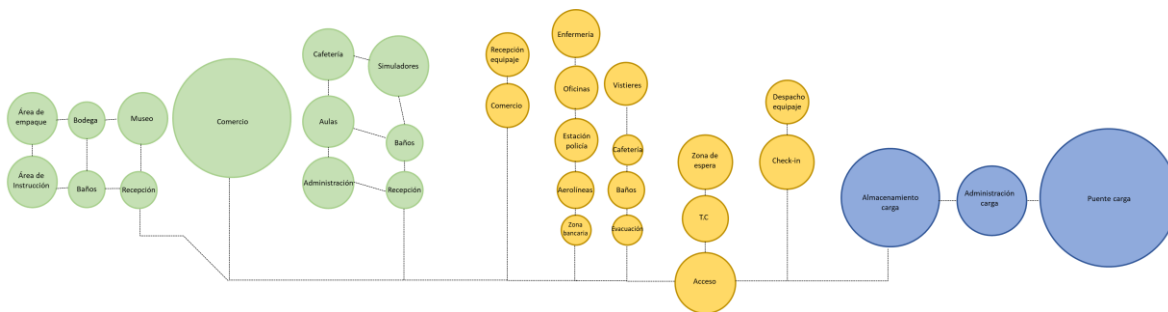 Área de
empaque
Bodega
Museo
Área de
Instrucción
Baños
Recepción
Comercio
Cafetería
Simuladores
Aulas
Baños
Administración
Recepción
Recepción
equipaje
Comercio
Enfermería
Oficinas
Estación
policía
Aerolíneas
Zona
bancaria
Vistieres
Cafetería
Baños
Evacuación
Zona de
espera
T.C
Acceso
Despacho
equipaje
Check-in
Almacenamiento
carga
Administración
carga
Puente carga